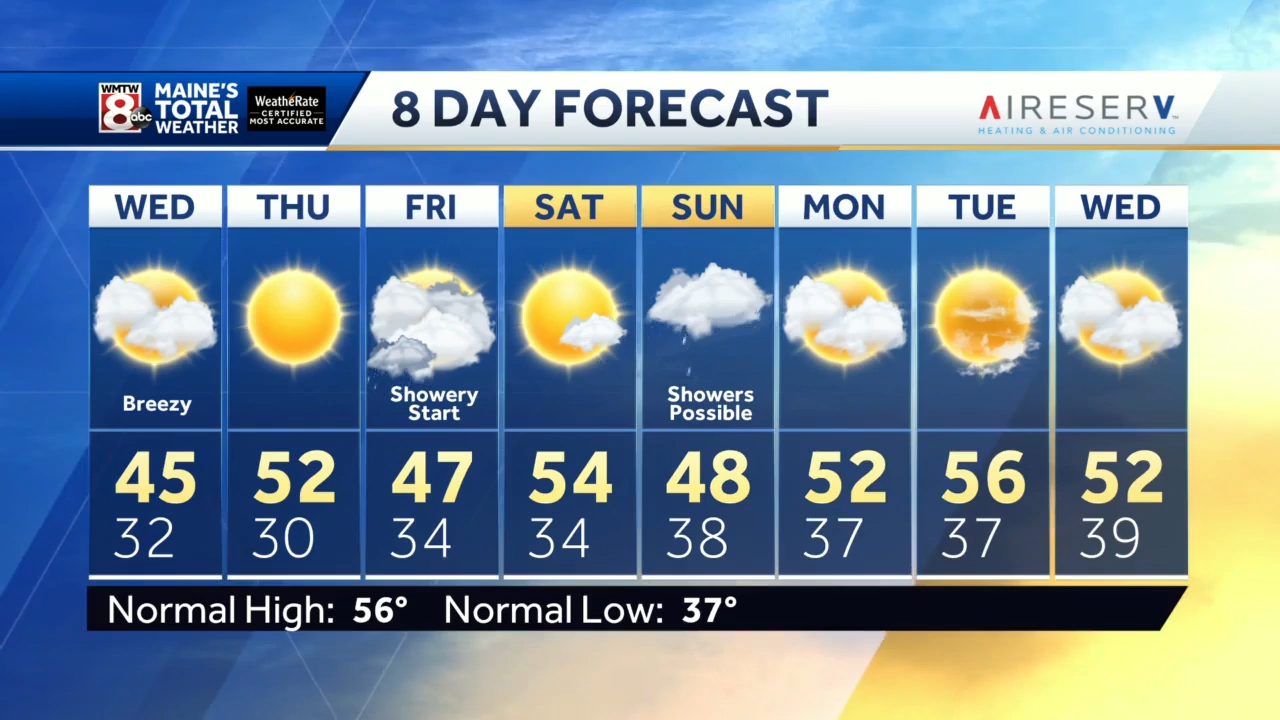 WMTW
8
abc
MAINE'S
TOTAL
WEATHER
WeatheRate
CERTIFIED
MOST ACCURATE
8 DAY FORECAST
AIRESERV™
HEATING & AIR CONDITIONING
WED THU FRI SAT SUN MON TUE WED
Breezy
Showery
Start
Showers
Possible
45 52 47 54 48 52 56 52
32 30 34 34 38 37 37 39
Normal High: 56° Normal Low: 37°